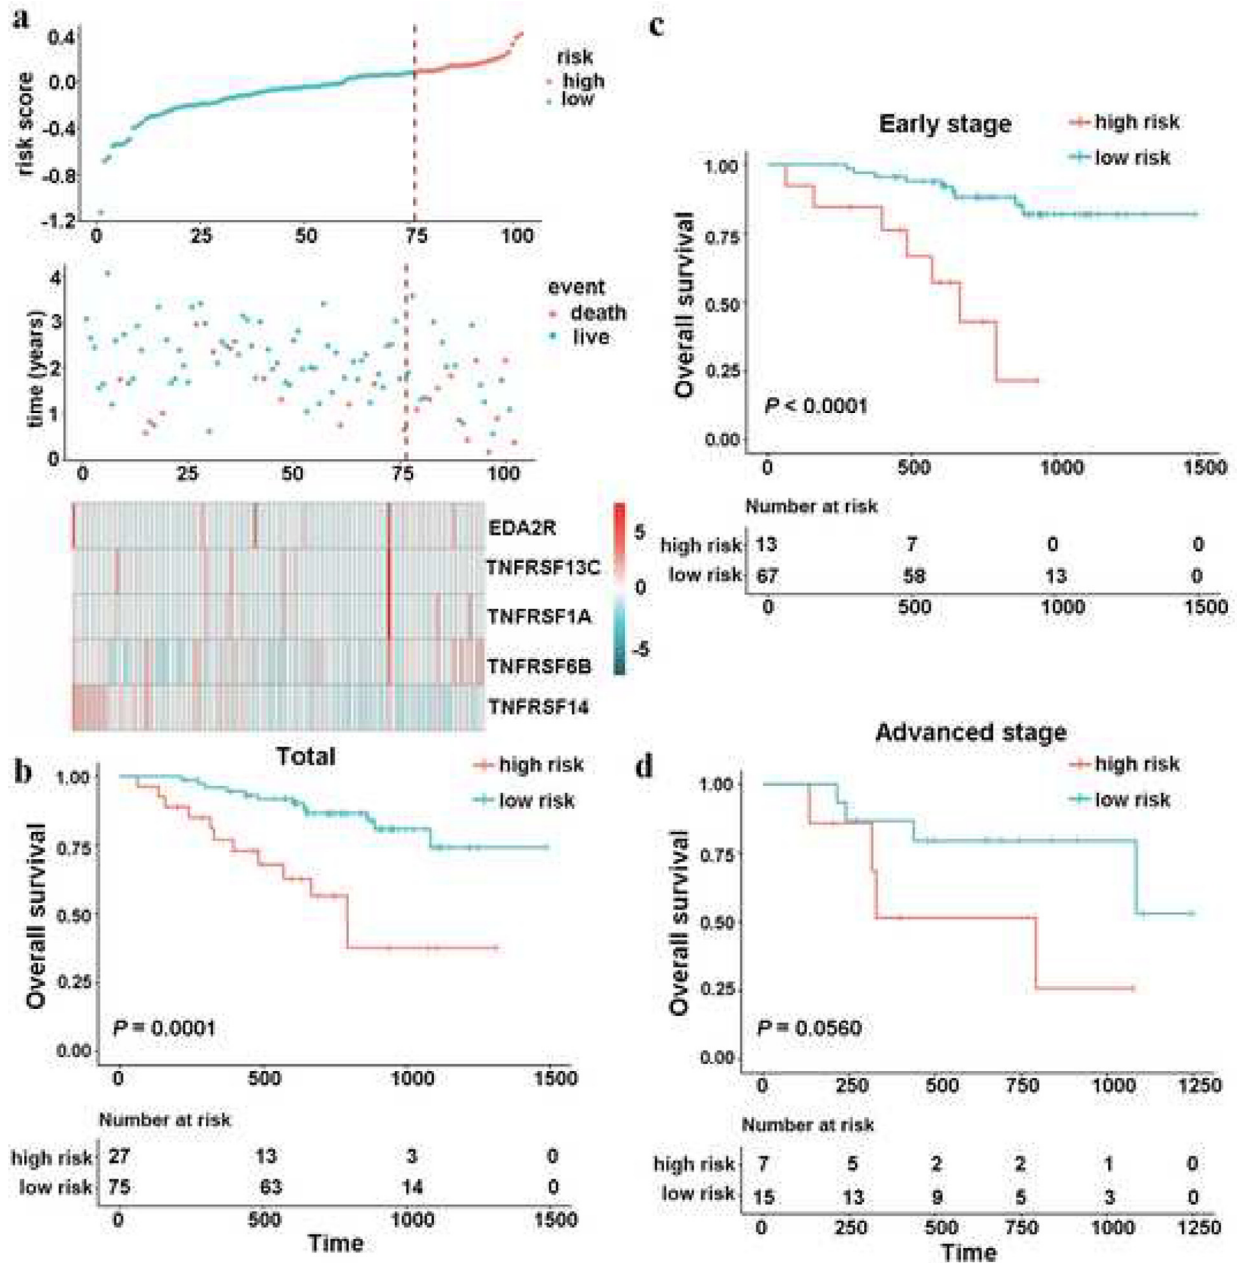 a
0.4
0.0
-0.4
-0.8
-1.2
risk score
0 25 50 75 100
risk
high
low
4
3
2
1
0
time (years)
0 25 50 75 100
event
death
live
EDA2R
TNFRSF13C
TNFRSF1A
TNFRSF6B
TNFRSF14
5
0
-5
b
Total
high risk
low risk
1.00
0.75
0.50
0.25
0.00
Overall survival
P = 0.0001
0 500 1000 1500
Number at risk
high risk 27 13 3 0
low risk 75 63 14 0
0 500 1000 1500
Time
c
Early stage
high risk
low risk
1.00
0.75
0.50
0.25
0.00
Overall survival
P < 0.0001
0 500 1000 1500
Number at risk
high risk 13 7 0 0
low risk 67 58 13 0
0 500 1000 1500
d
Advanced stage
high risk
low risk
1.00
0.75
0.50
0.25
0.00
Overall survival
P = 0.0560
0 250 500 750 1000 1250
Number at risk
high risk 7 5 2 2 1 0
low risk 15 13 9 5 3 0
0 250 500 750 1000 1250
Time